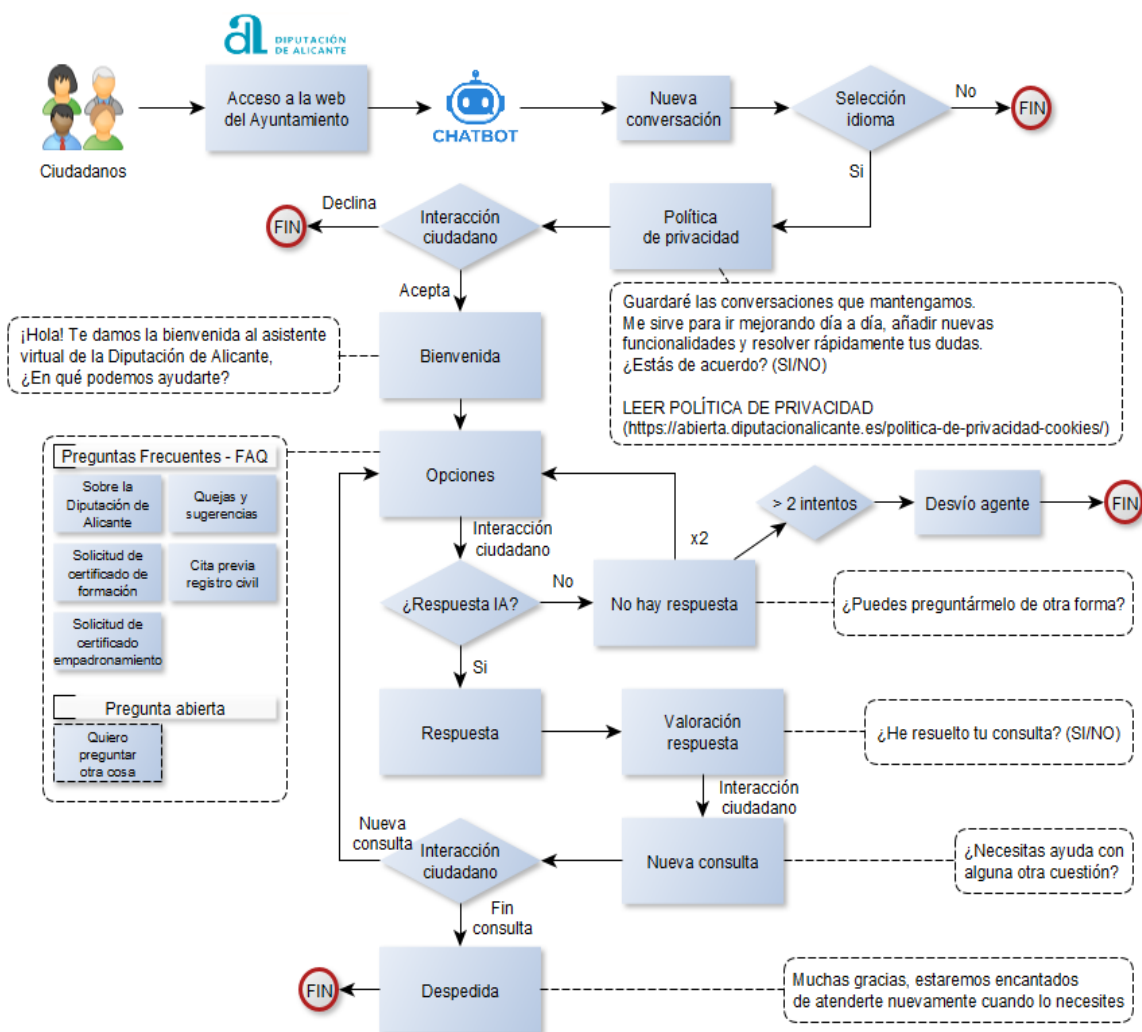 DIPUTACIÓN
DE ALICANTE
Ciudadanos
Acceso a la web
del Ayuntamiento
CHATBOT
Nueva
conversación
Selección
idioma
No
FIN
Si
Política
de privacidad
Interacción
ciudadano
Declina
FIN
Acepta
Guardaré las conversaciones que mantengamos.
Me sirve para ir mejorando día a día, añadir nuevas
funcionalidades y resolver rápidamente tus dudas.
¿Estás de acuerdo? (SI/NO)
LEER POLÍTICA DE PRIVACIDAD
(https://abierta.diputacionalicante.es/politica-de-privacidad-cookies/)
¡Hola! Te damos la bienvenida al asistente
virtual de la Diputación de Alicante,
¿En qué podemos ayudarte?
Bienvenida
Preguntas Frecuentes - FAQ
Sobre la
Diputación de
Alicante
Quejas y
sugerencias
Solicitud de
certificado de
formación
Cita previa
registro civil
Solicitud de
certificado
empadronamiento
Pregunta abierta
Quiero
preguntar
otra cosa
Opciones
Interacción
ciudadano
x2
> 2 intentos
Desvío agente
FIN
¿Respuesta IA?
No
No hay respuesta
¿Puedes preguntármelo de otra forma?
Si
Respuesta
Valoración
respuesta
¿He resuelto tu consulta? (SI/NO)
Interacción
ciudadano
Nueva consulta
¿Necesitas ayuda con
alguna otra cuestión?
Interacción
ciudadano
Nueva
consulta
Fin
consulta
Despedida
FIN
Muchas gracias, estaremos encantados
de atenderte nuevamente cuando lo necesites